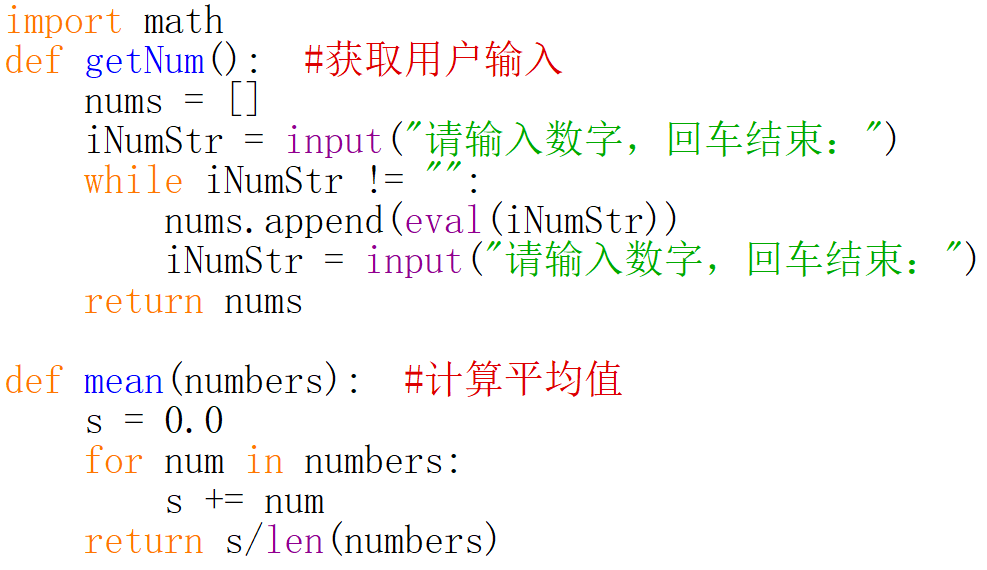 import math
def getNum():  #获取用户输入
    nums = []
    iNumStr = input("请输入数字，回车结束：")
    while iNumStr != "":
        nums.append(eval(iNumStr))
        iNumStr = input("请输入数字，回车结束：")
    return nums

def mean(numbers):  #计算平均值
    s = 0.0
    for num in numbers:
        s += num
    return s/len(numbers)